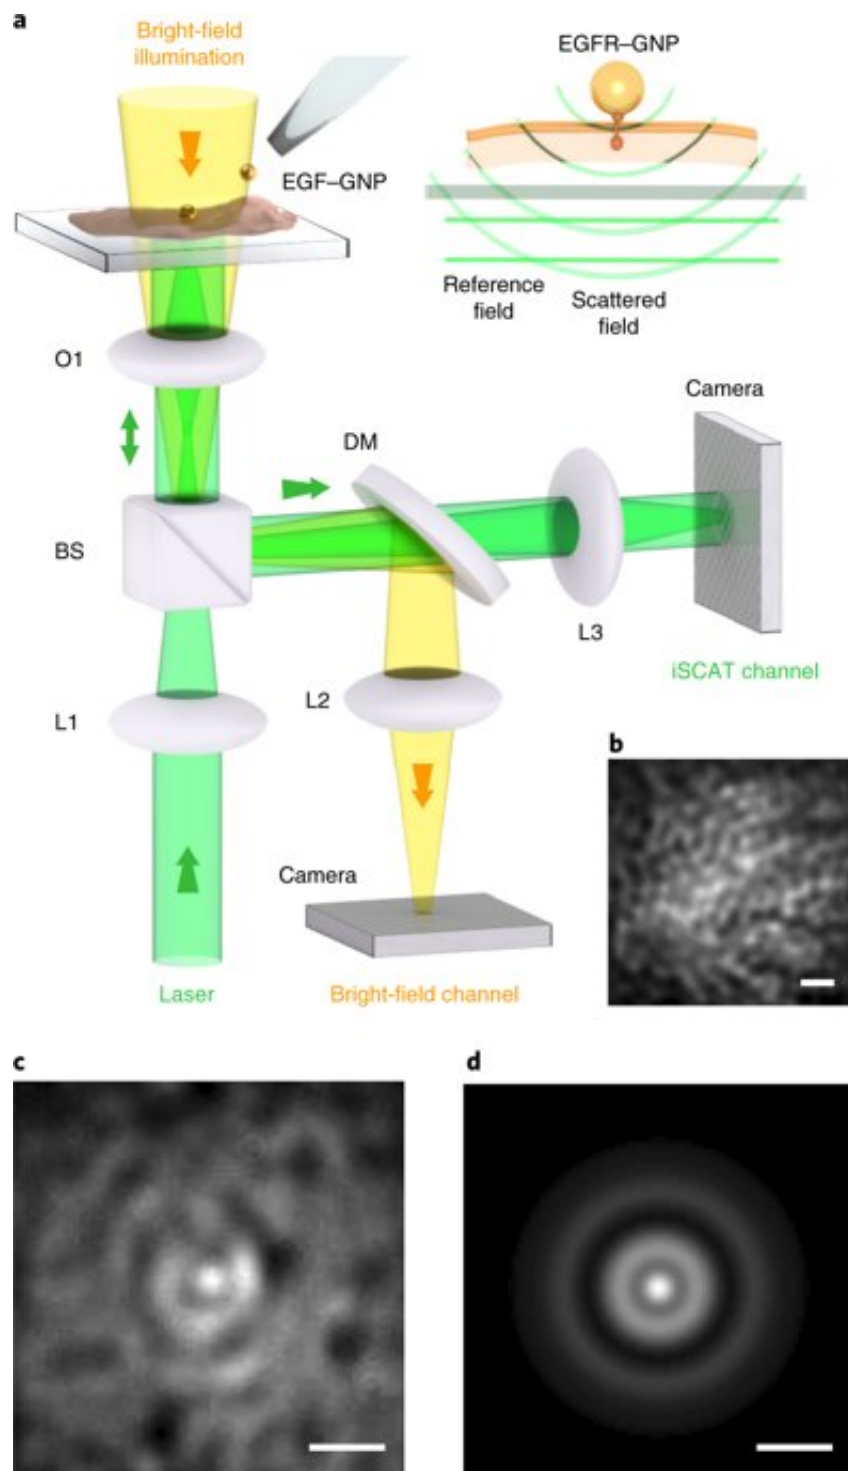 a
Bright-field
illumination
EGF–GNP
EGFR–GNP
Reference
field
Scattered
field
O1
Camera
DM
BS
L3
iSCAT channel
L2
L1
b
Camera
Laser
Bright-field channel
c
d